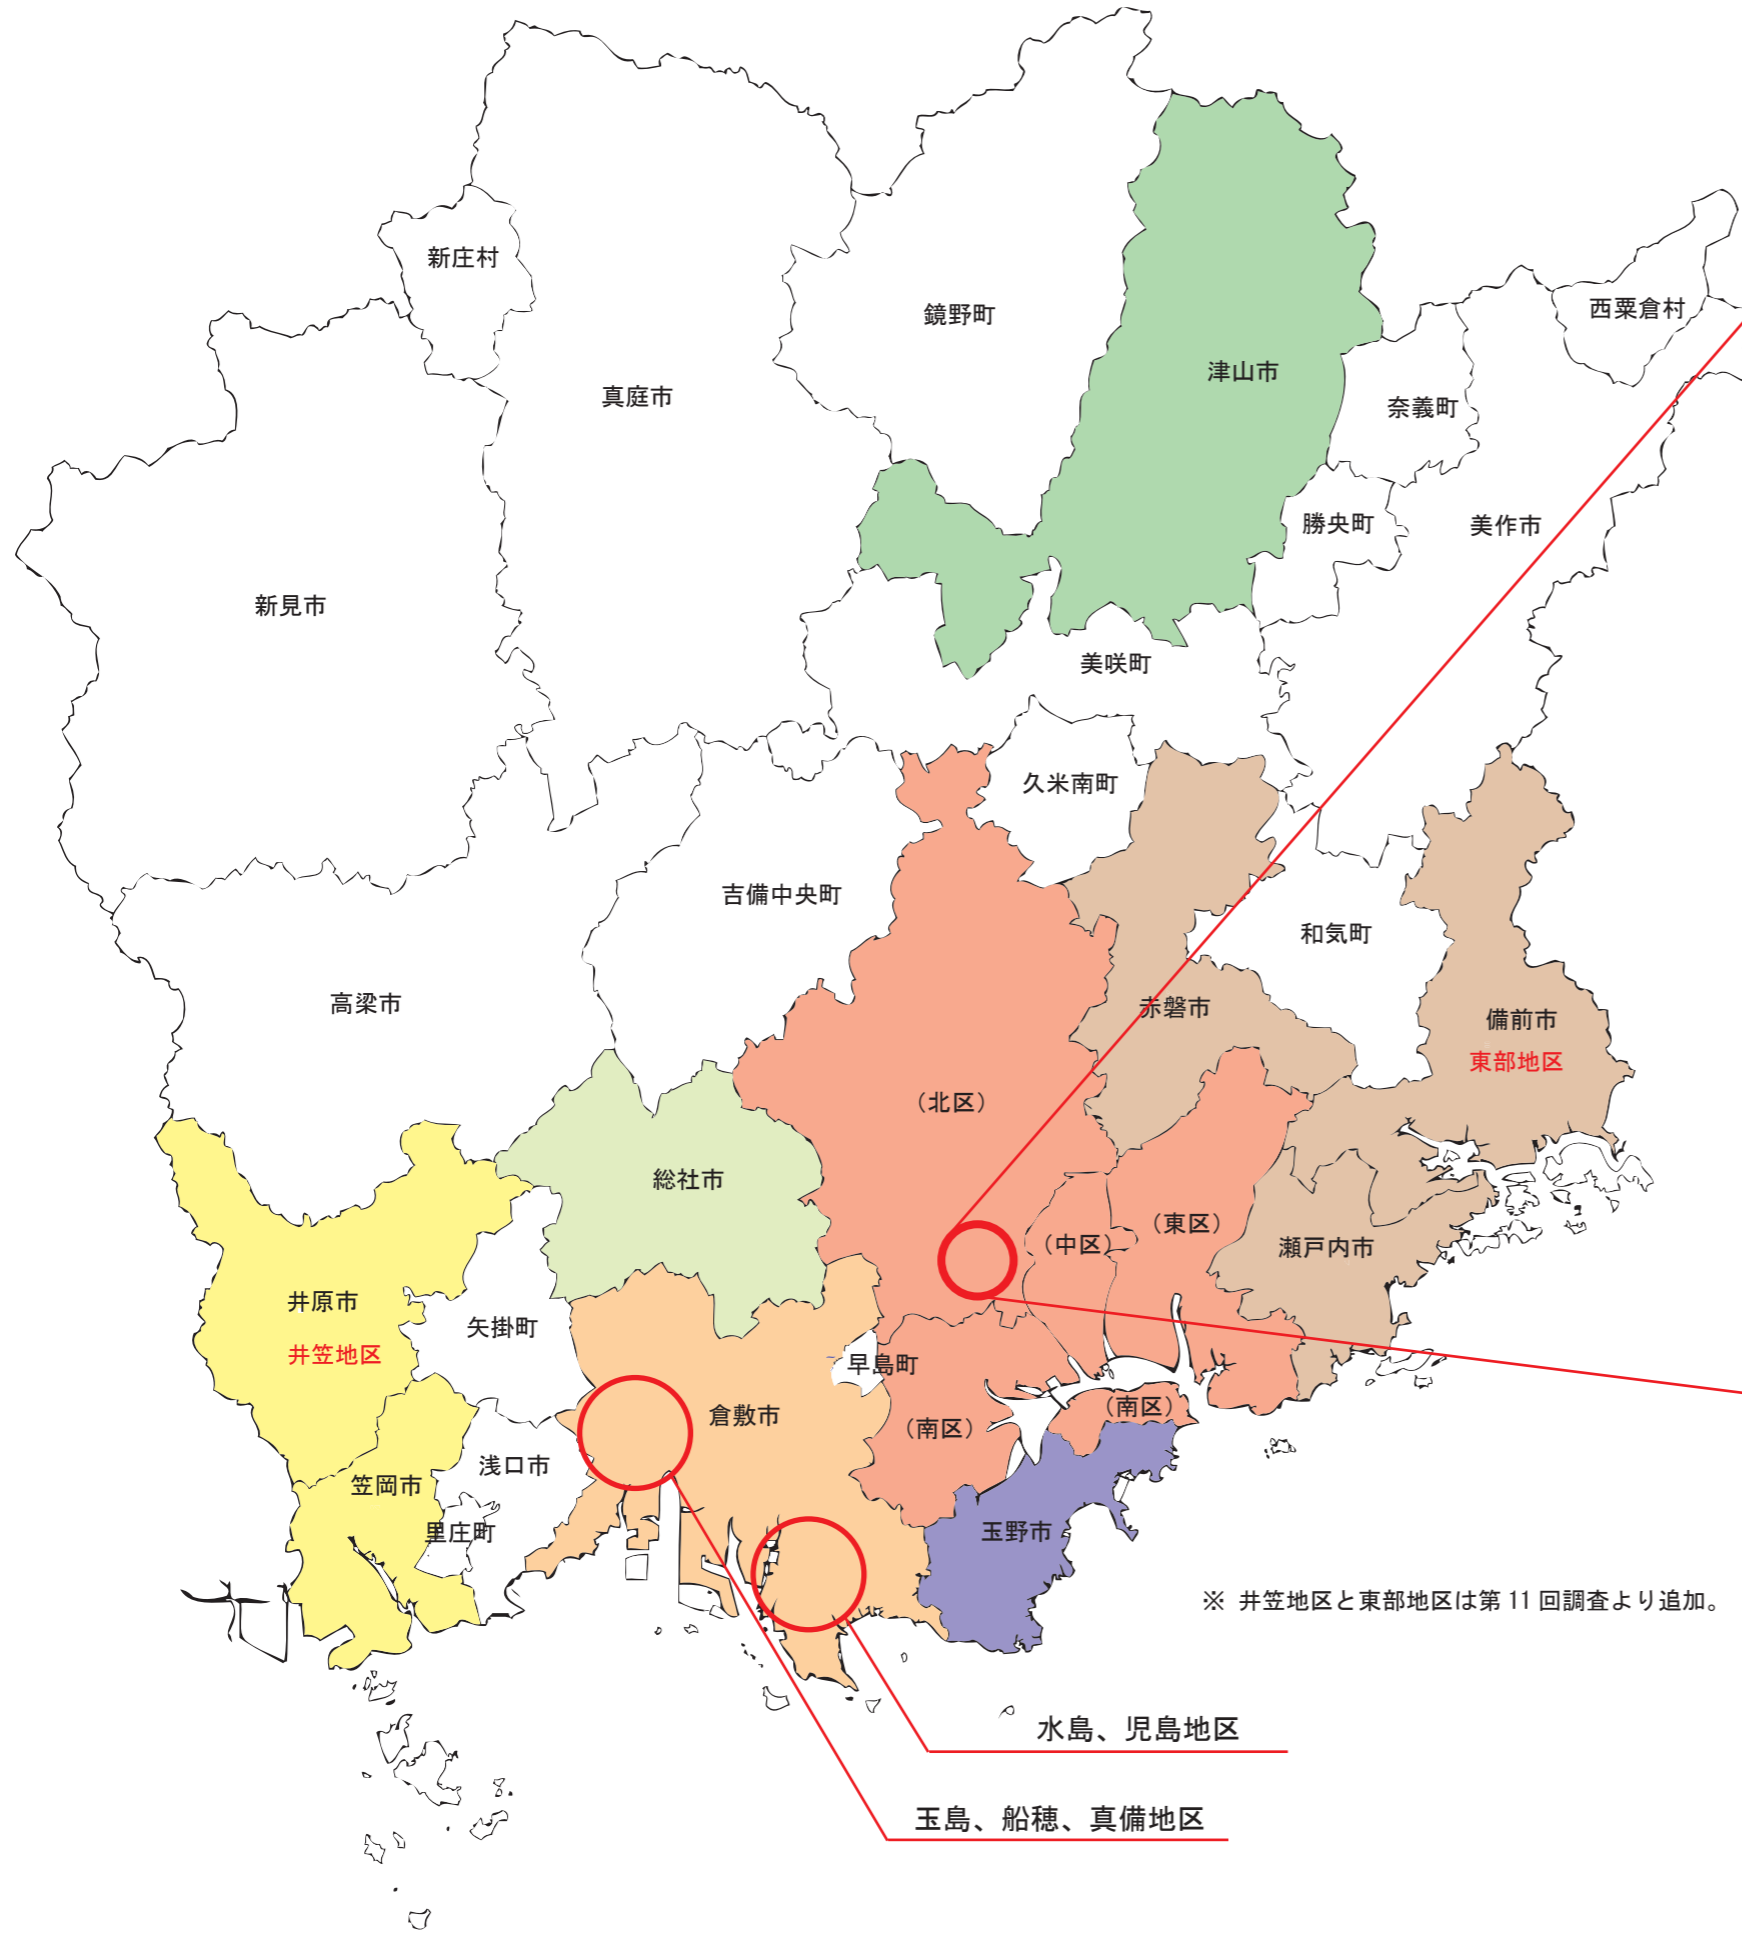 新庄村
鏡野町
西粟倉村
津山市
真庭市
奈義町
勝央町
美作市
新見市
美咲町
久米南町
吉備中央町
和気町
高梁市
赤磐市
備前市
東部地区
（北区）
総社市
（東区）
（中区）
瀬戸内市
井原市
矢掛町
井笠地区
早島町
（南区）
倉敷市
（南区）
浅口市
笠岡市
里庄町
玉野市
※ 井笠地区と東部地区は第 11 回調査より追加。
水島、児島地区
玉島、船穂、真備地区